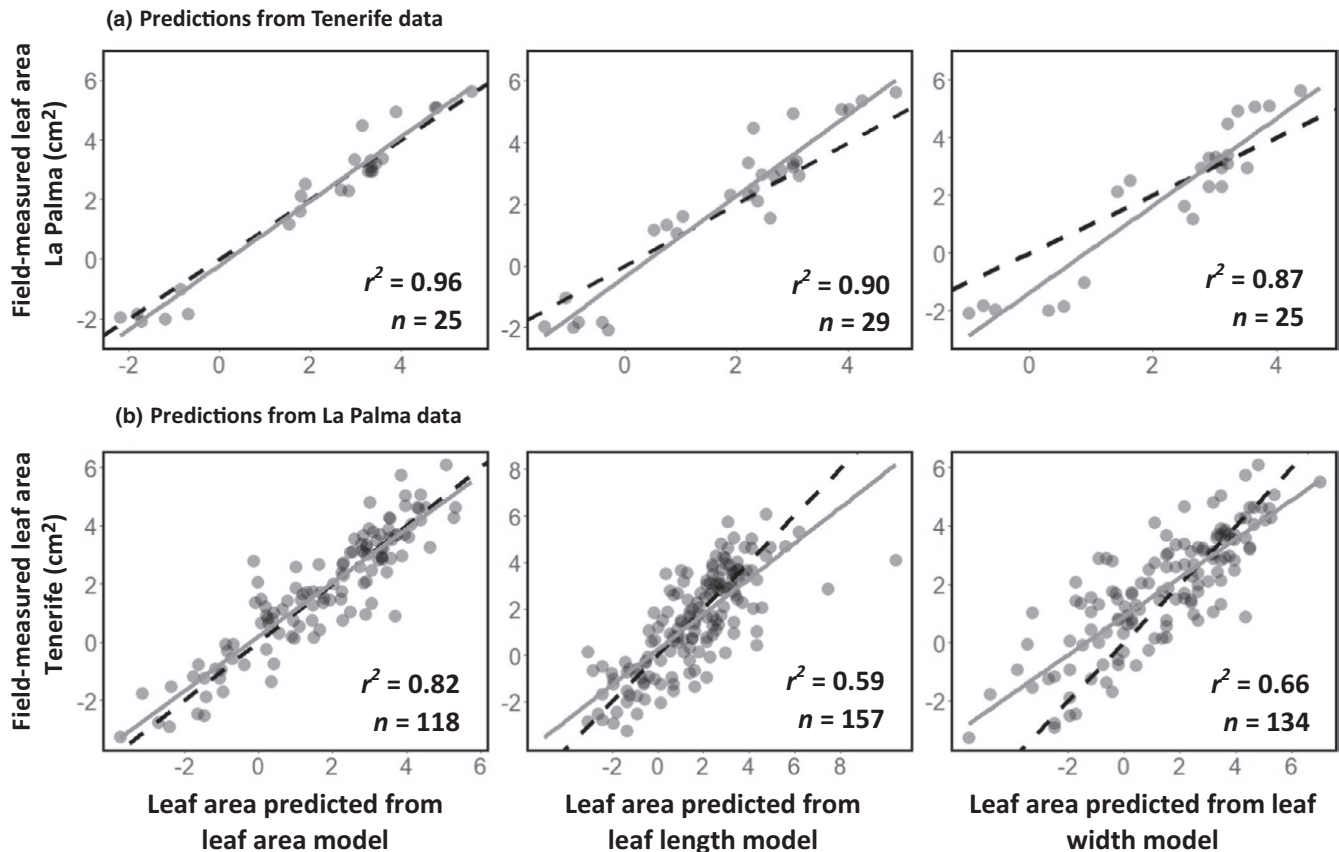 (a) Predictions from Tenerife data
Field-measured leaf area
La Palma (cm²)
6
4
2
0
-2
r² = 0.96
n = 25
-2 0 2 4
6
4
2
0
-2
r² = 0.90
n = 29
0 2 4
6
4
2
0
-2
r² = 0.87
n = 25
0 2 4
(b) Predictions from La Palma data
Field-measured leaf area
Tenerife (cm²)
6
4
2
0
-2
r² = 0.82
n = 118
-2 0 2 4 6
Leaf area predicted from
leaf area model
8
6
4
2
0
-2
r² = 0.59
n = 157
-2 0 2 4 6 8
Leaf area predicted from
leaf length model
6
4
2
0
-2
r² = 0.66
n = 134
-2 0 2 4 6
Leaf area predicted from leaf
width model